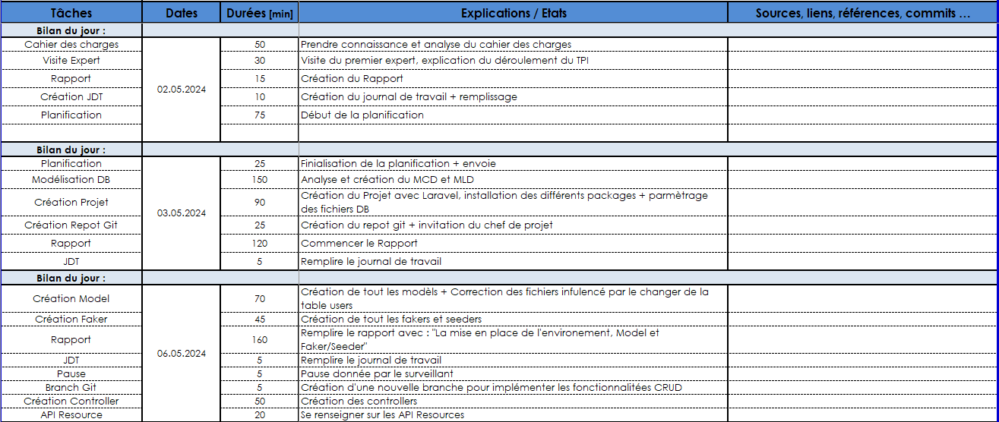 Tâches Dates Durées [min] Explications / Etats Sources, liens, références, commits ...
Bilan du jour :
Cahier des charges 50 Prendre connaissance et analyse du cahier des charges
Visite Expert 30 Visite du premier expert, explication du déroulement du TPI
Rapport 15 Création du Rapport
02.05.2024
Création JDT 10 Création du journal de travail + remplissage
Planification 75 Début de la planification
Bilan du jour :
Planification 25 Finialisation de la planification + envoie
Modélisation DB 150 Analyse et création du MCD et MLD
Création Projet 90 Création du Projet avec Laravel, installation des différents packages + parmètrage
des fichiers DB
03.05.2024
Création Repot Git 25 Création du repot git + invitation du chef de projet
Rapport 120 Commencer le Rapport
JDT 5 Remplire le journal de travail
Bilan du jour :
Création Model 70 Création de tout les modèls + Correction des fichiers infulencé par le changer de la
table users
Création Faker 45 Création de tout les fakers et seeders
Rapport 160 Remplire le rapport avec : "La mise en place de l'environement, Model et
Faker/Seeder"
06.05.2024
JDT 5 Remplire le journal de travail
Pause 5 Pause donnée par le surveillant
Branch Git 5 Création d'une nouvelle branche pour implémenter les fonctionnalités CRUD
Création Controller 50 Création des controllers
API Resource 20 Se renseigner sur les API Resources